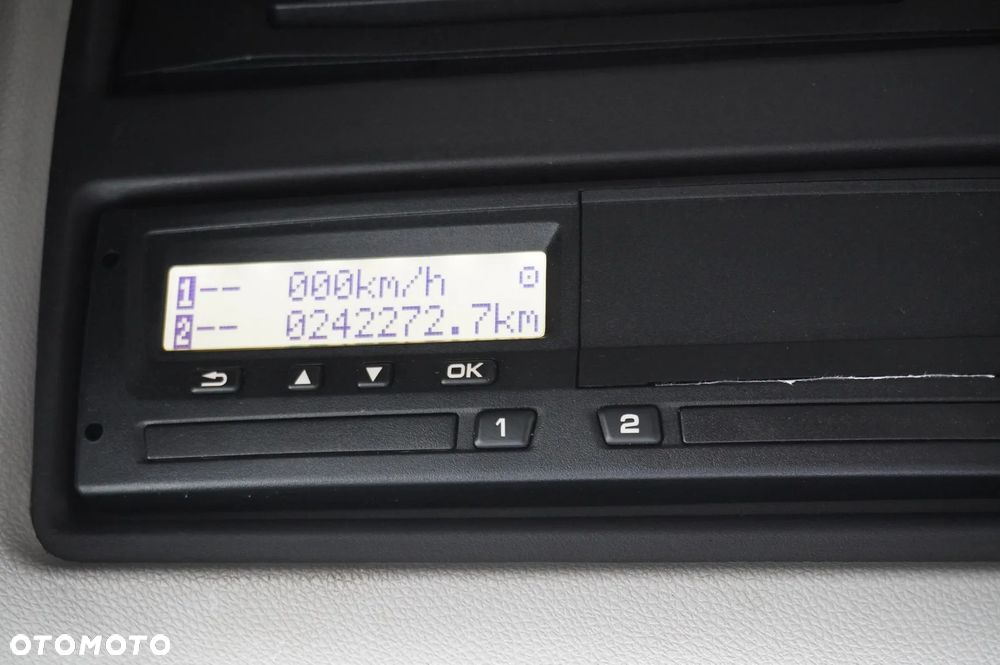 1-- 000km/h ⊙
2-- 0242272.7km
OK
1 2
OTOMOTO